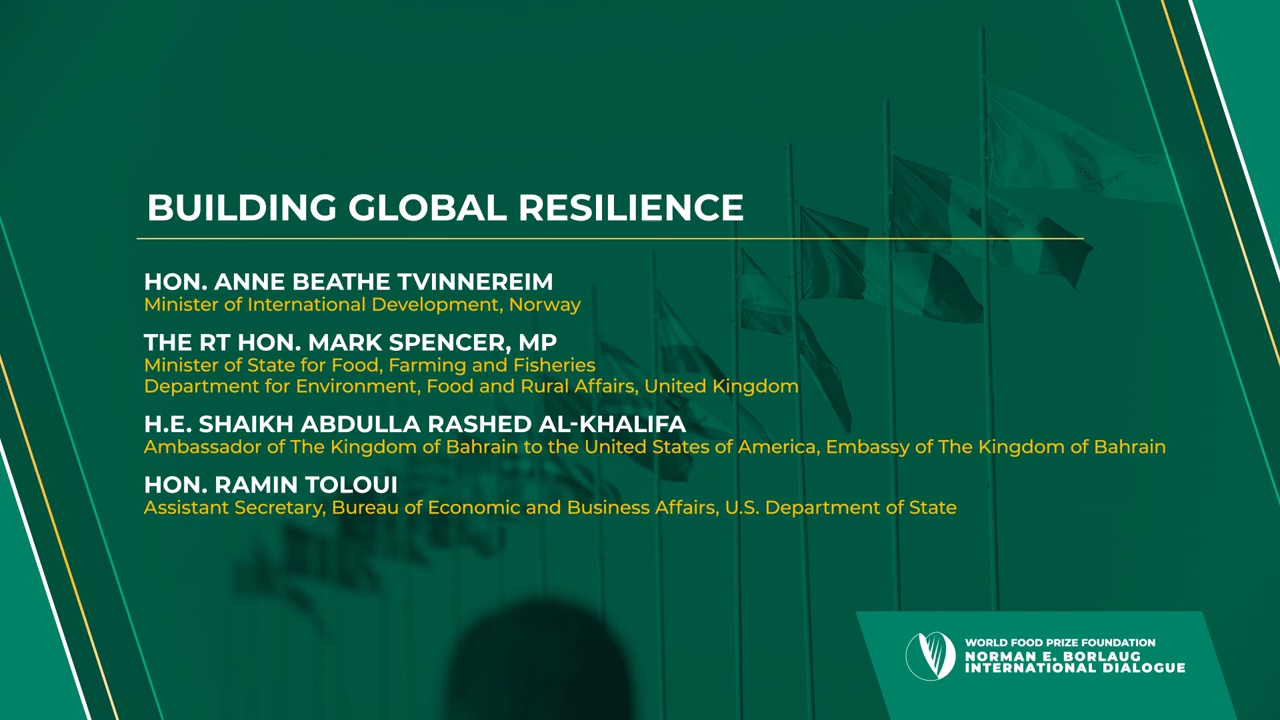 BUILDING GLOBAL RESILIENCE
HON. ANNE BEATHE TVINNEREIM
Minister of International Development, Norway
THE RT HON. MARK SPENCER, MP
Minister of State for Food, Farming and Fisheries
Department for Environment, Food and Rural Affairs, United Kingdom
H.E. SHAIKH ABDULLA RASHED AL-KHALIFA
Ambassador of The Kingdom of Bahrain to the United States of America, Embassy of The Kingdom of Bahrain
HON. RAMIN TOLOUI
Assistant Secretary, Bureau of Economic and Business Affairs, U.S. Department of State
WORLD FOOD PRIZE FOUNDATION
NORMAN E. BORLAUG
INTERNATIONAL DIALOGUE